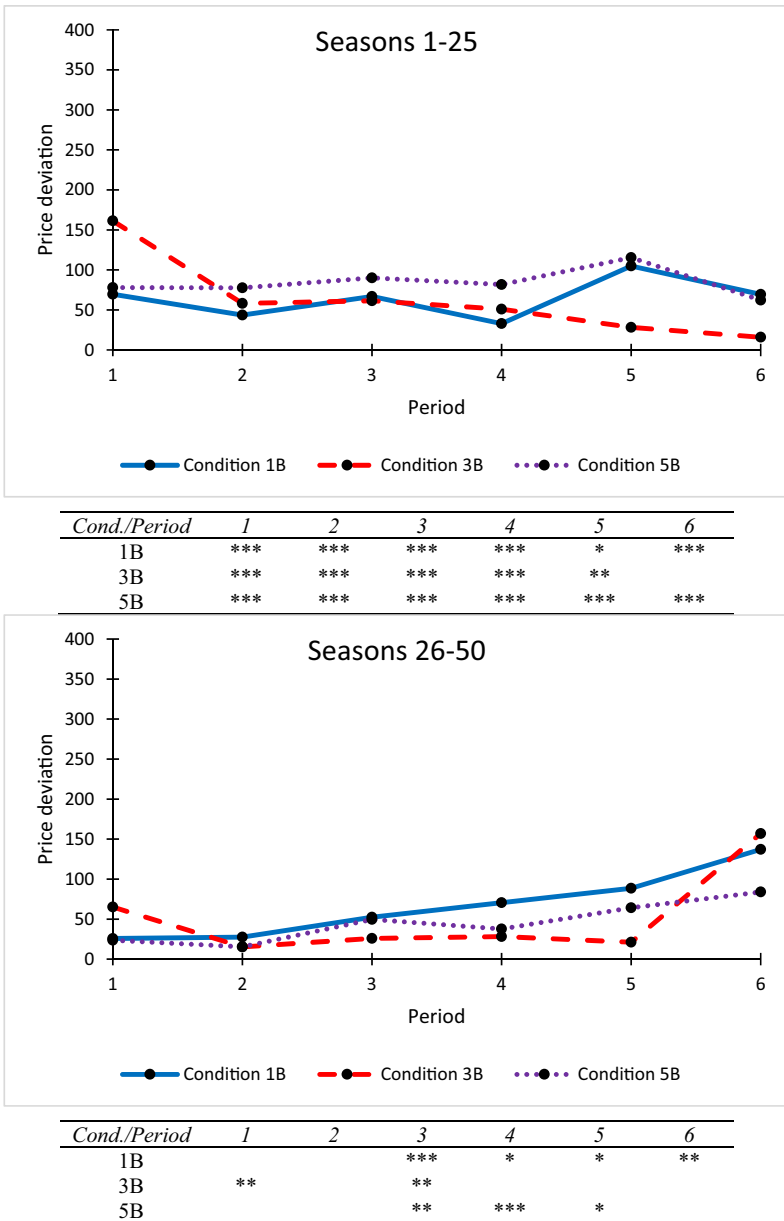 Seasons 1-25
400
350
300
250
200
150
100
50
0
Price deviation
1 2 3 4 5 6
Period
Condition 1B Condition 3B Condition 5B
Cond./Period 1 2 3 4 5 6
1B *** *** *** *** * ***
3B *** *** *** *** **
5B *** *** *** *** *** ***
Seasons 26-50
400
350
300
250
200
150
100
50
0
Price deviation
1 2 3 4 5 6
Period
Condition 1B Condition 3B Condition 5B
Cond./Period 1 2 3 4 5 6
1B *** * * **
3B ** **
5B ** *** *